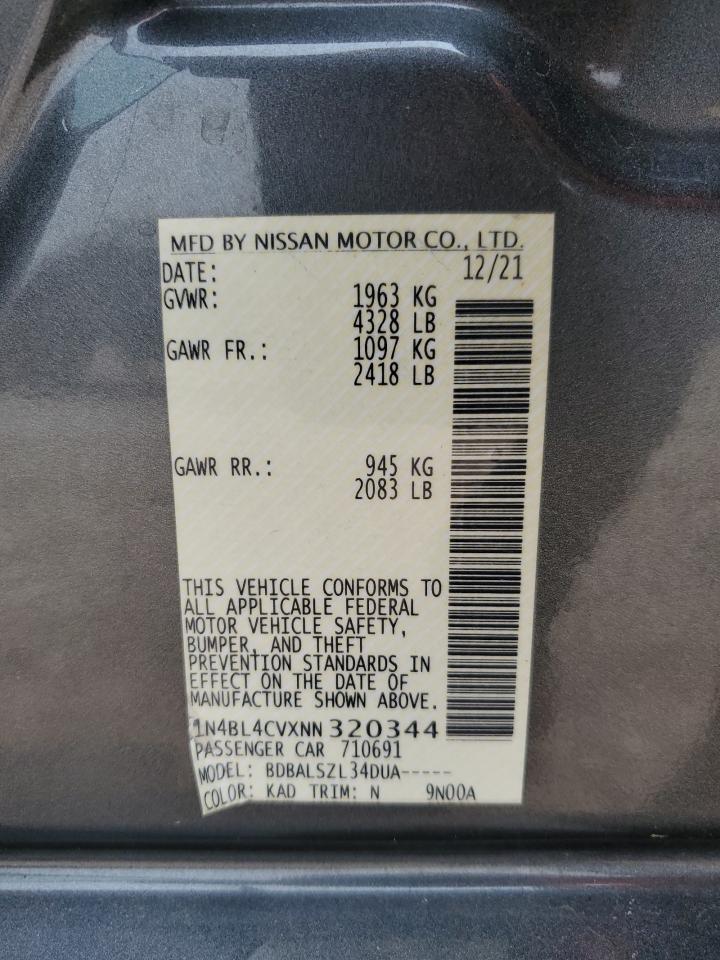 MFD BY NISSAN MOTOR CO., LTD.
DATE: 12/21
GVWR: 1963 KG
4328 LB
GAWR FR.: 1097 KG
2418 LB
GAWR RR.: 945 KG
2083 LB
THIS VEHICLE CONFORMS TO
ALL APPLICABLE FEDERAL
MOTOR VEHICLE SAFETY,
BUMPER, AND THEFT
PREVENTION STANDARDS IN
EFFECT ON THE DATE OF
MANUFACTURE SHOWN ABOVE.
1N4BL4CVXNN 320344
PASSENGER CAR 710691
MODEL: BDBALSZL34DUA-----
COLOR: KAD TRIM: N 9N00A